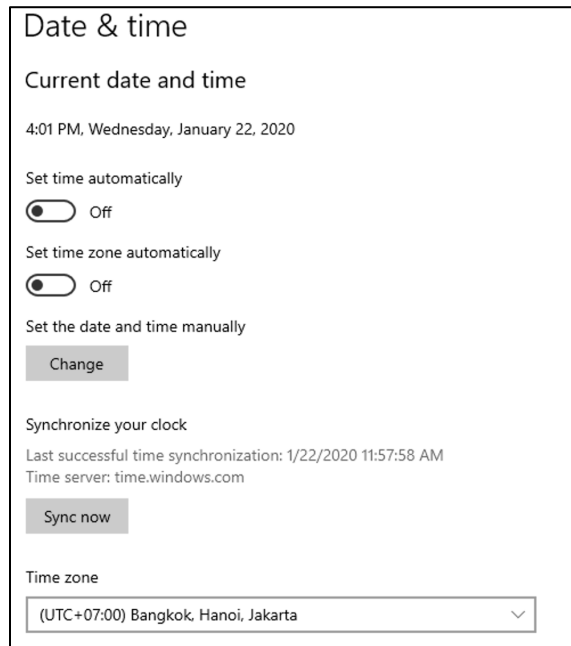 Date & time
Current date and time
4:01 PM, Wednesday, January 22, 2020
Set time automatically
Off
Set time zone automatically
Off
Set the date and time manually
Change
Synchronize your clock
Last successful time synchronization: 1/22/2020 11:57:58 AM
Time server: time.windows.com
Sync now
Time zone
(UTC+07:00) Bangkok, Hanoi, Jakarta